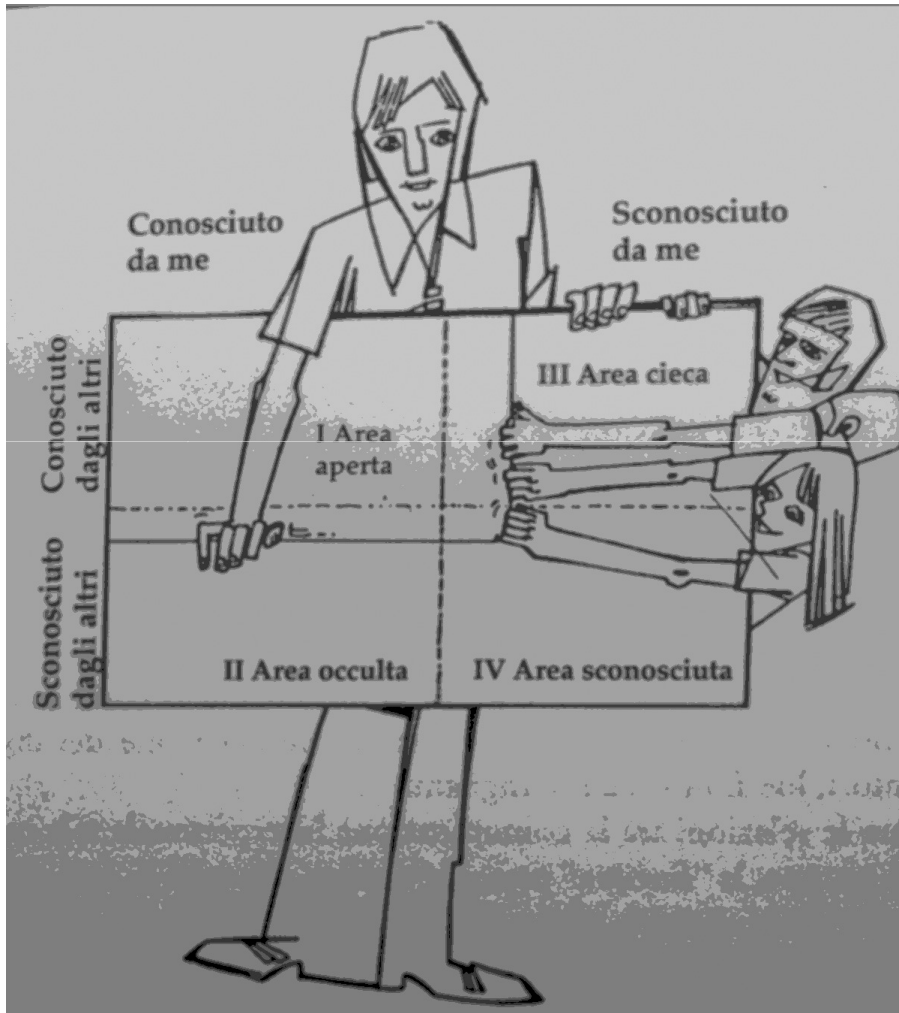 Conosciuto
da me
Sconosciuto
da me
Conosciuto
dagli altri
III Area cieca
I Area
aperta
Sconosciuto
dagli altri
II Area occulta
IV Area sconosciuta